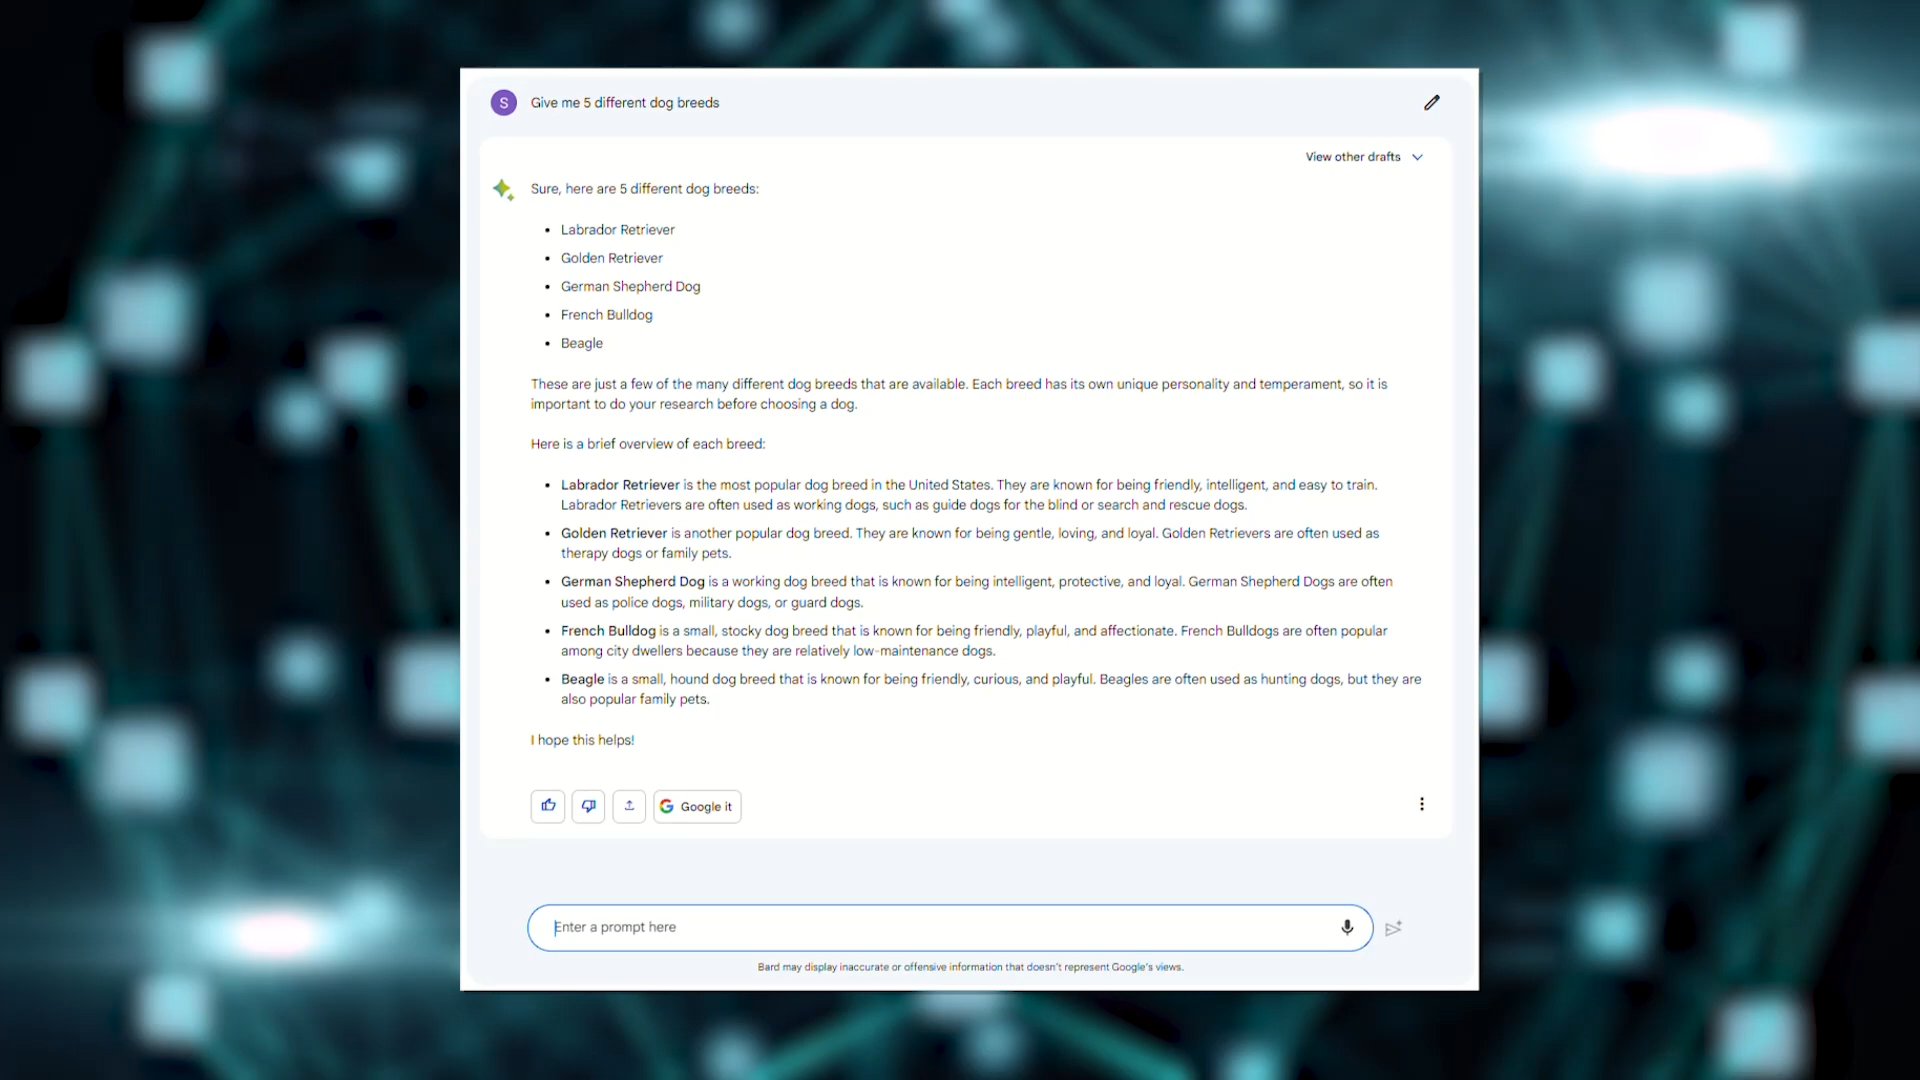 S
Give me 5 different dog breeds
View other drafts
Sure, here are 5 different dog breeds:
• Labrador Retriever
• Golden Retriever
• German Shepherd Dog
• French Bulldog
• Beagle
These are just a few of the many different dog breeds that are available. Each breed has its own unique personality and temperament, so it is
important to do your research before choosing a dog.
Here is a brief overview of each breed:
• Labrador Retriever is the most popular dog breed in the United States. They are known for being friendly, intelligent, and easy to train.
Labrador Retrievers are often used as working dogs, such as guide dogs for the blind or search and rescue dogs.
• Golden Retriever is another popular dog breed. They are known for being gentle, loving, and loyal. Golden Retrievers are often used as
therapy dogs or family pets.
• German Shepherd Dog is a working dog breed that is known for being intelligent, protective, and loyal. German Shepherd Dogs are often
used as police dogs, military dogs, or guard dogs.
• French Bulldog is a small, stocky dog breed that is known for being friendly, playful, and affectionate. French Bulldogs are often popular
among city dwellers because they are relatively low-maintenance dogs.
• Beagle is a small, hound dog breed that is known for being friendly, curious, and playful. Beagles are often used as hunting dogs, but they are
also popular family pets.
I hope this helps!
Google it
Enter a prompt here
Bard may display inaccurate or offensive information that doesn't represent Google's views.